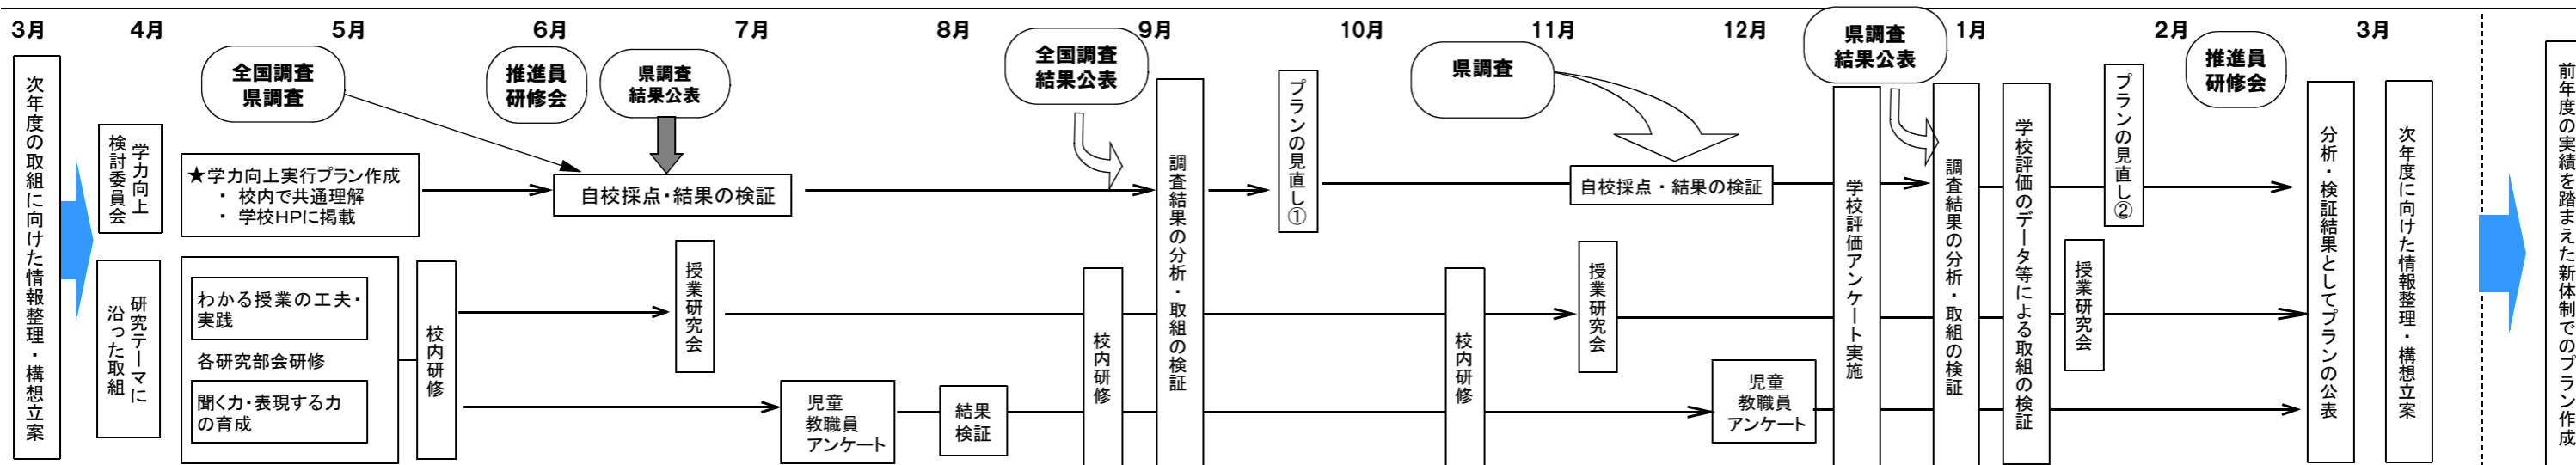 3月
4月
5月
6月
7月
8月
9月
10月
11月
12月
1月
2月
3月
次年度の取組に向けた情報整理・構想立案
学力向上
検討委員会
研究テーマに
沿った取組
全国調査
県調査
★学力向上実行プラン作成
・ 校内で共通理解
・ 学校HPに掲載
わかる授業の工夫・
実践
各研究部会研修
聞く力・表現する力
の育成
校内研修
推進員
研修会
県調査
結果公表
自校採点・結果の検証
授業研究会
児童
教職員
アンケート
結果
検証
全国調査
結果公表
校内研修
調査結果の分析・取組の検証
プランの見直し①
県調査
自校採点・結果の検証
校内研修
授業研究会
児童
教職員
アンケート
県調査
結果公表
学校評価アンケート実施
調査結果の分析・取組の検証
学校評価のデータ等による取組の検証
プランの見直し②
授業研究会
推進員
研修会
分析・検証結果としてプランの公表
次年度に向けた情報整理・構想立案
前年度の実績を踏まえた新体制でのプラン作成